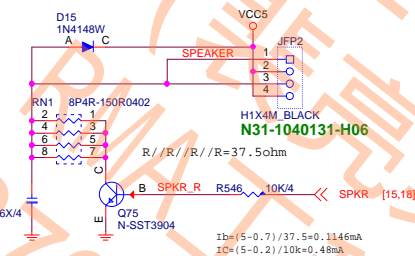 D15
1N4148W
VCC5
A
C
JFP2
SPEAKER
1
2
3
4
RN1
8P4R-150R0402
2
1
4
3
6
5
8
7
H1X4M_BLACK
N31-1040131-H06
R//R//R//R=37.5ohm
C
B
SPKR_R
R546
10K/4
SPKR
[15,18]
6X/4
E
Q75
N-SST3904
Ib=(5-0.7)/37.5=0.1146mA
IC=(5-0.2)/10k=0.48mA